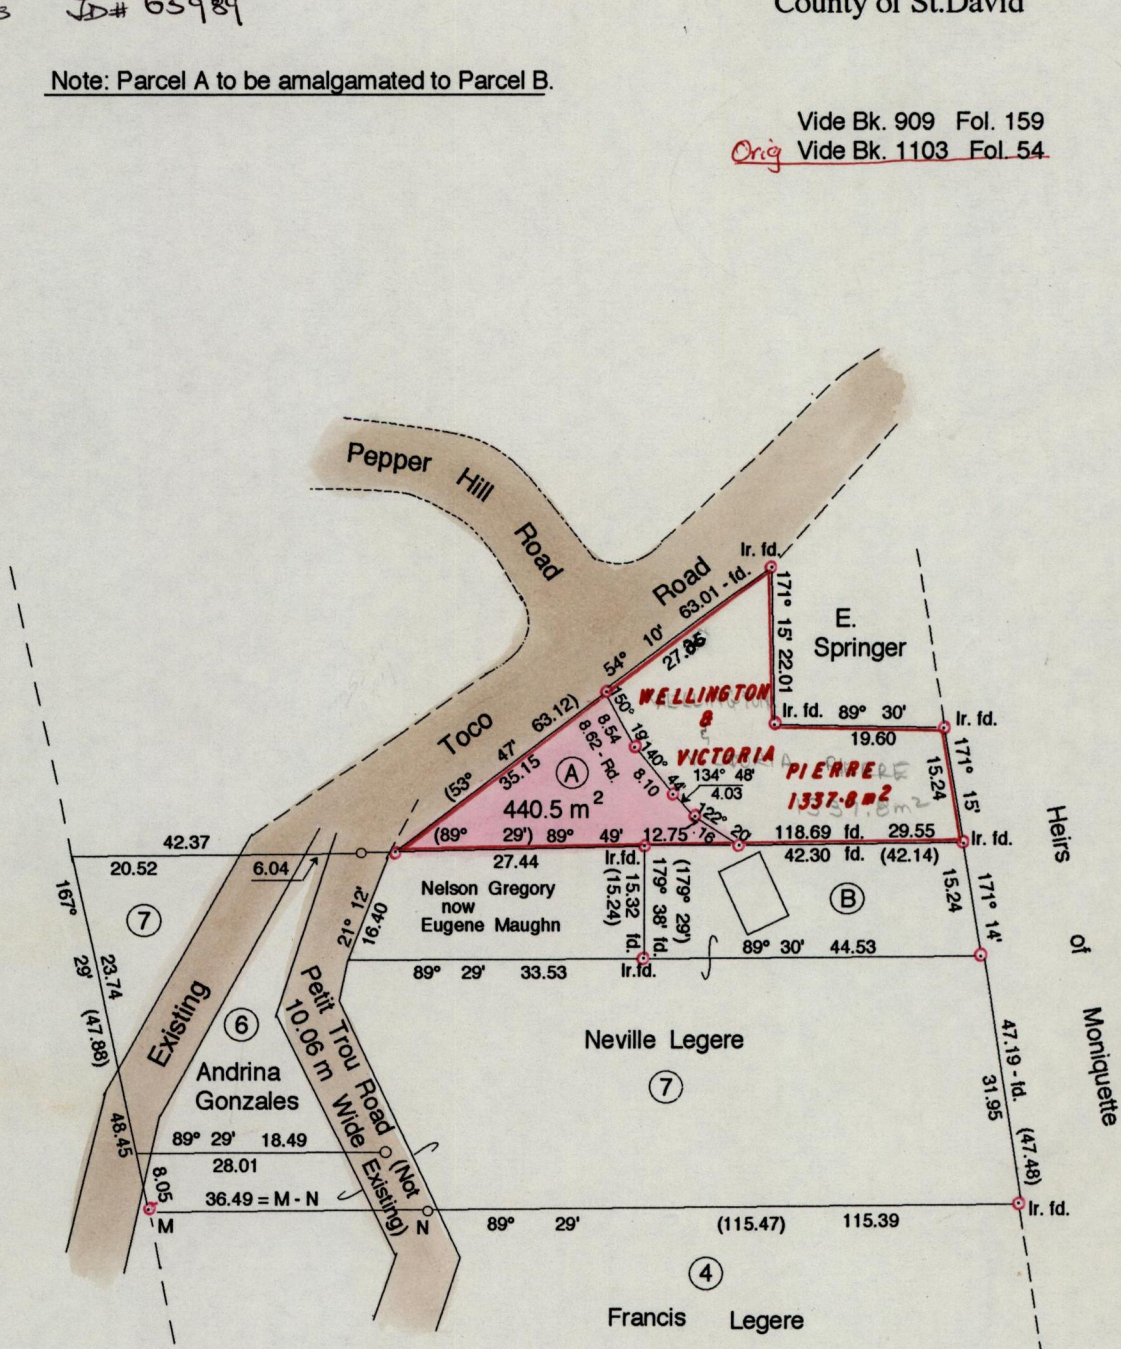 JD# 65989
County of St.David
Note: Parcel A to be amalgamated to Parcel B.
Vide Bk. 909 Fol. 159
Orig Vide Bk. 1103 Fol. 54
Pepper Hill Road
Toco Road
Ir. fd.
63.01 - fd.
54° 10'
27.86
171° 15' 22.01
E.
Springer
WELLINGTON
&
VICTORIA PIERRE
1337.8 m²
Ir. fd. 89° 30'
19.60
Ir. fd.
171° 15'
15.24
(53° 47' 63.12)
35.15
150° 19'
8.54
8.62 - Rd.
140° 44'
8.10
134° 48'
4.03
122° 20'
7.16
A
440.5 m²
(89° 29') 89° 49' 12.75
27.44
118.69 fd. 29.55
42.30 fd. (42.14)
Ir. fd.
42.37
20.52
6.04
7
167° 29'
23.74
(47.88)
48.45
21° 12'
16.40
Nelson Gregory
now
Eugene Maughn
Ir.fd.
15.32 fd.
(15.24)
179° 38' fd.
(179° 29')
B
15.24
171° 14'
89° 29' 33.53
Ir.fd.
89° 30' 44.53
Existing
6
Andrina
Gonzales
Petit Trou Road
10.06 m Wide
(Not
Existing)
Neville Legere
7
47.19 - fd.
31.95
(47.48)
Heirs
of
Moniquette
89° 29' 18.49
28.01
8.05
36.49 = M - N
M
N
89° 29' (115.47) 115.39
Ir. fd.
4
Francis Legere